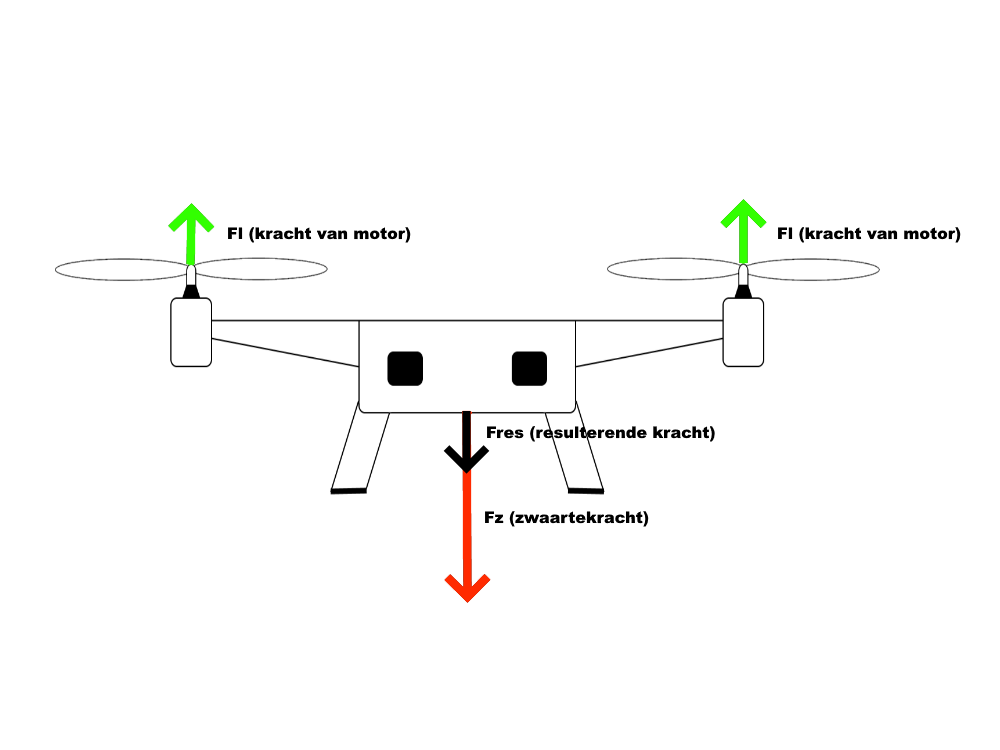 Fl (kracht van motor)
Fl (kracht van motor)
Fres (resulterende kracht)
Fz (zwaartekracht)